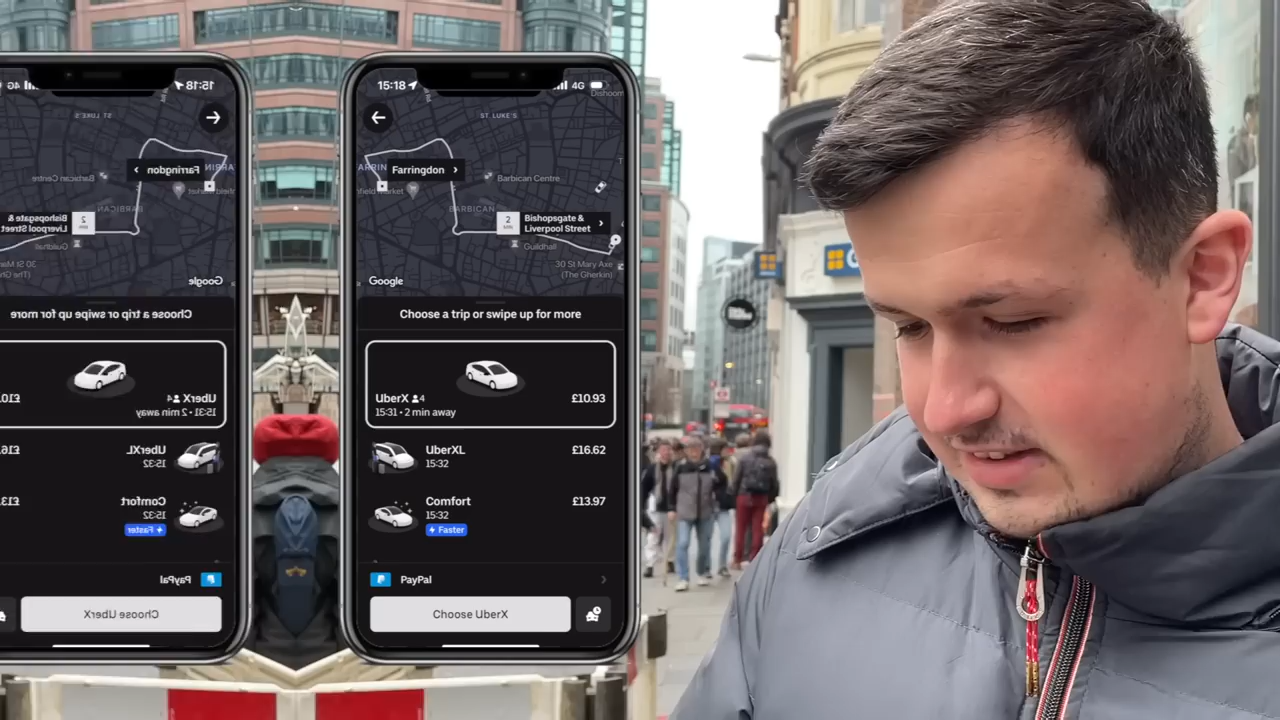 15:18
4G
Dishoom
ST LUKE'S
Farringdon
Barbican Centre
BARBICAN
2
Bishopsgate &
Liverpool Street
Guildhall
30 St Mary Axe
(The Gherkin)
Google
Choose a trip or swipe up for more
UberX 4
15:31 • 2 min away
£10.93
UberXL
15:32
£16.62
Comfort
15:32
Faster
£13.97
PayPal
Choose UberX